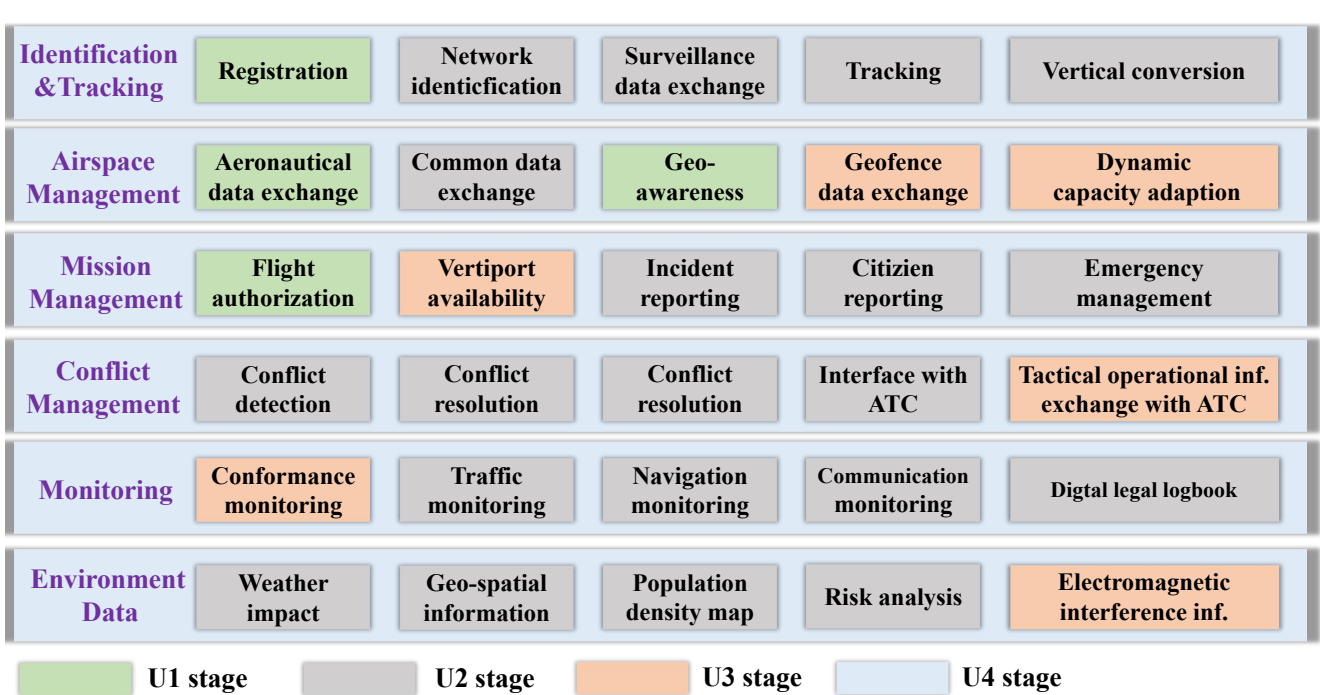 Identification
&Tracking
Registration
Network
identicfication
Surveillance
data exchange
Tracking
Vertical conversion
Airspace
Management
Aeronautical
data exchange
Common data
exchange
Geo-
awareness
Geofence
data exchange
Dynamic
capacity adaption
Mission
Management
Flight
authorization
Vertiport
availability
Incident
reporting
Citizien
reporting
Emergency
management
Conflict
Management
Conflict
detection
Conflict
resolution
Conflict
resolution
Interface with
ATC
Tactical operational inf.
exchange with ATC
Monitoring
Conformance
monitoring
Traffic
monitoring
Navigation
monitoring
Communication
monitoring
Digtal legal logbook
Environment
Data
Weather
impact
Geo-spatial
information
Population
density map
Risk analysis
Electromagnetic
interference inf.
U1 stage
U2 stage
U3 stage
U4 stage